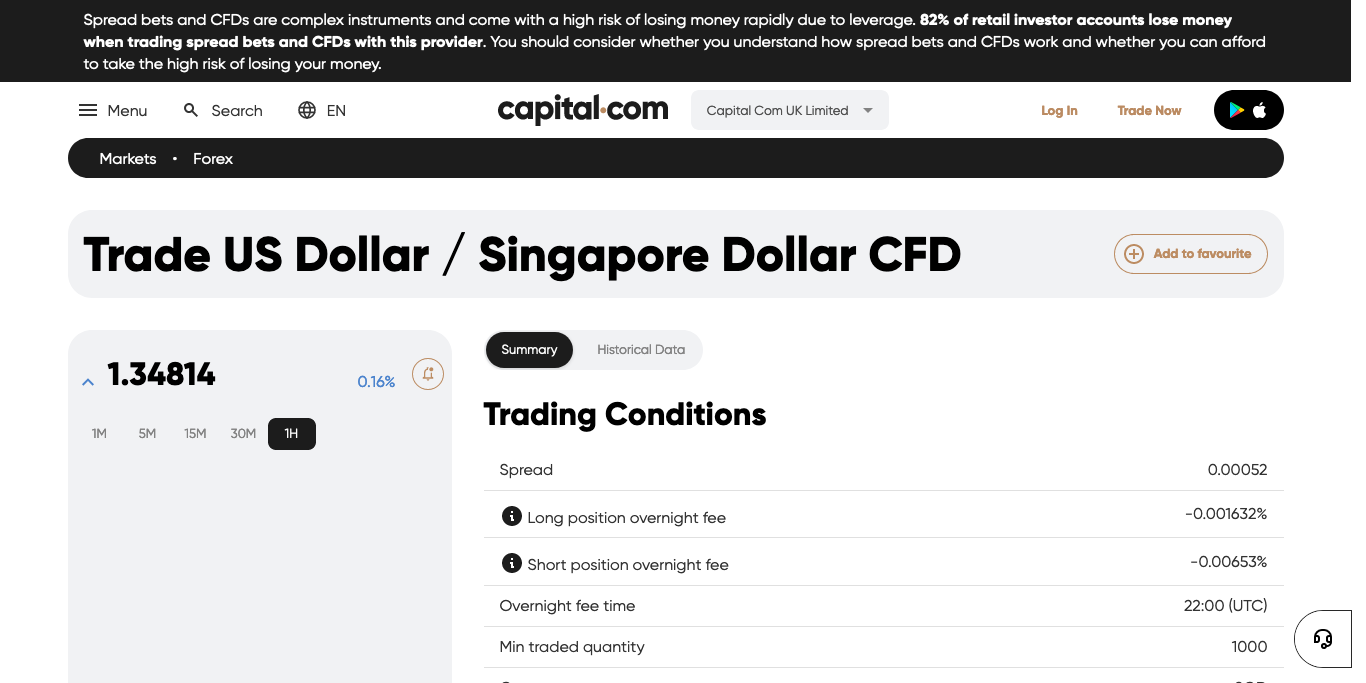 Spread bets and CFDs are complex instruments and come with a high risk of losing money rapidly due to leverage. 82% of retail investor accounts lose money
when trading spread bets and CFDs with this provider. You should consider whether you understand how spread bets and CFDs work and whether you can afford
to take the high risk of losing your money.
Menu Search EN capital.com Capital Com UK Limited Log In Trade Now
Markets • Forex
Trade US Dollar / Singapore Dollar CFD Add to favourite
1.34814 0.16%
1M 5M 15M 30M 1H
Summary Historical Data
Trading Conditions
Spread 0.00052
Long position overnight fee -0.001632%
Short position overnight fee -0.00653%
Overnight fee time 22:00 (UTC)
Min traded quantity 1000